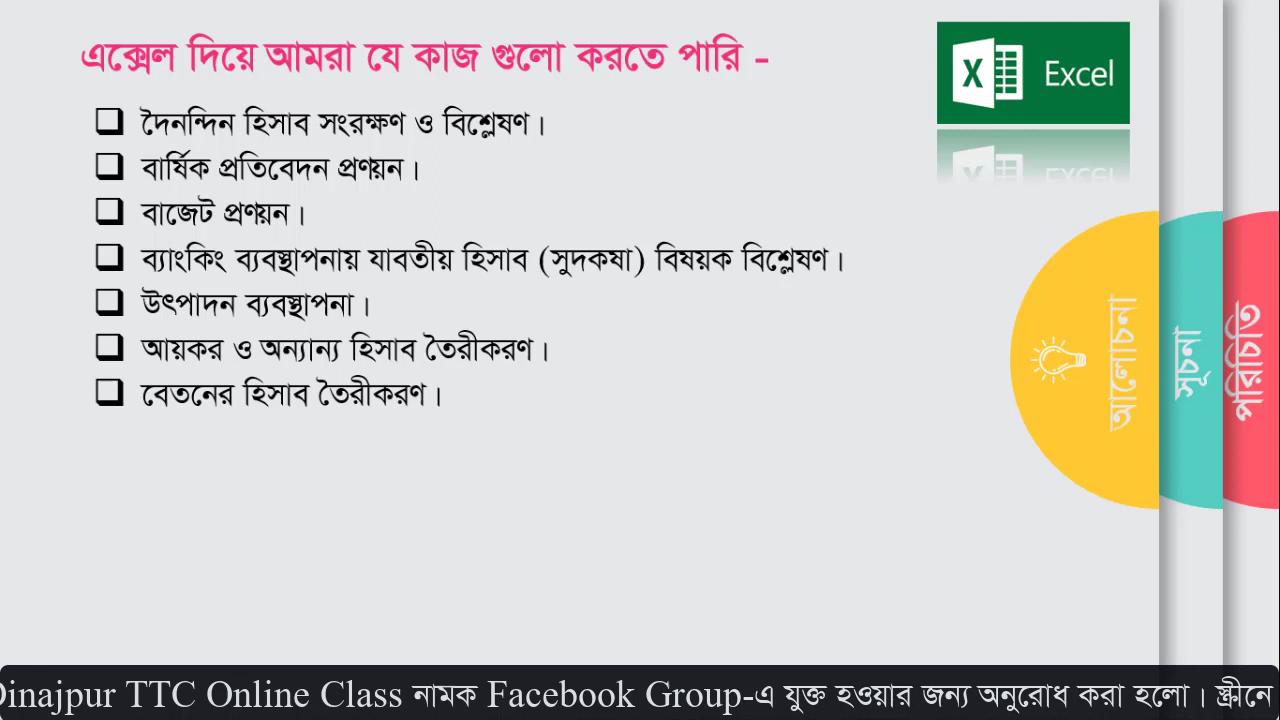 এক্সেল দিয়ে আমরা যে কাজ গুলো করতে পারি -
Excel
❑ দৈনন্দিন হিসাব সংরক্ষণ ও বিশ্লেষণ।
❑ বার্ষিক প্রতিবেদন প্রণয়ন।
❑ বাজেট প্রণয়ন।
❑ ব্যাংকিং ব্যবস্থাপনায় যাবতীয় হিসাব (সুদকষা) বিষয়ক বিশ্লেষণ।
❑ উৎপাদন ব্যবস্থাপনা।
❑ আয়কর ও অন্যান্য হিসাব তৈরীকরণ।
❑ বেতনের হিসাব তৈরীকরণ।
আলোচনা
সূচনা
পরিচিতি
Dinajpur TTC Online Class নামক Facebook Group-এ যুক্ত হওয়ার জন্য অনুরোধ করা হলো। স্ক্রীনে